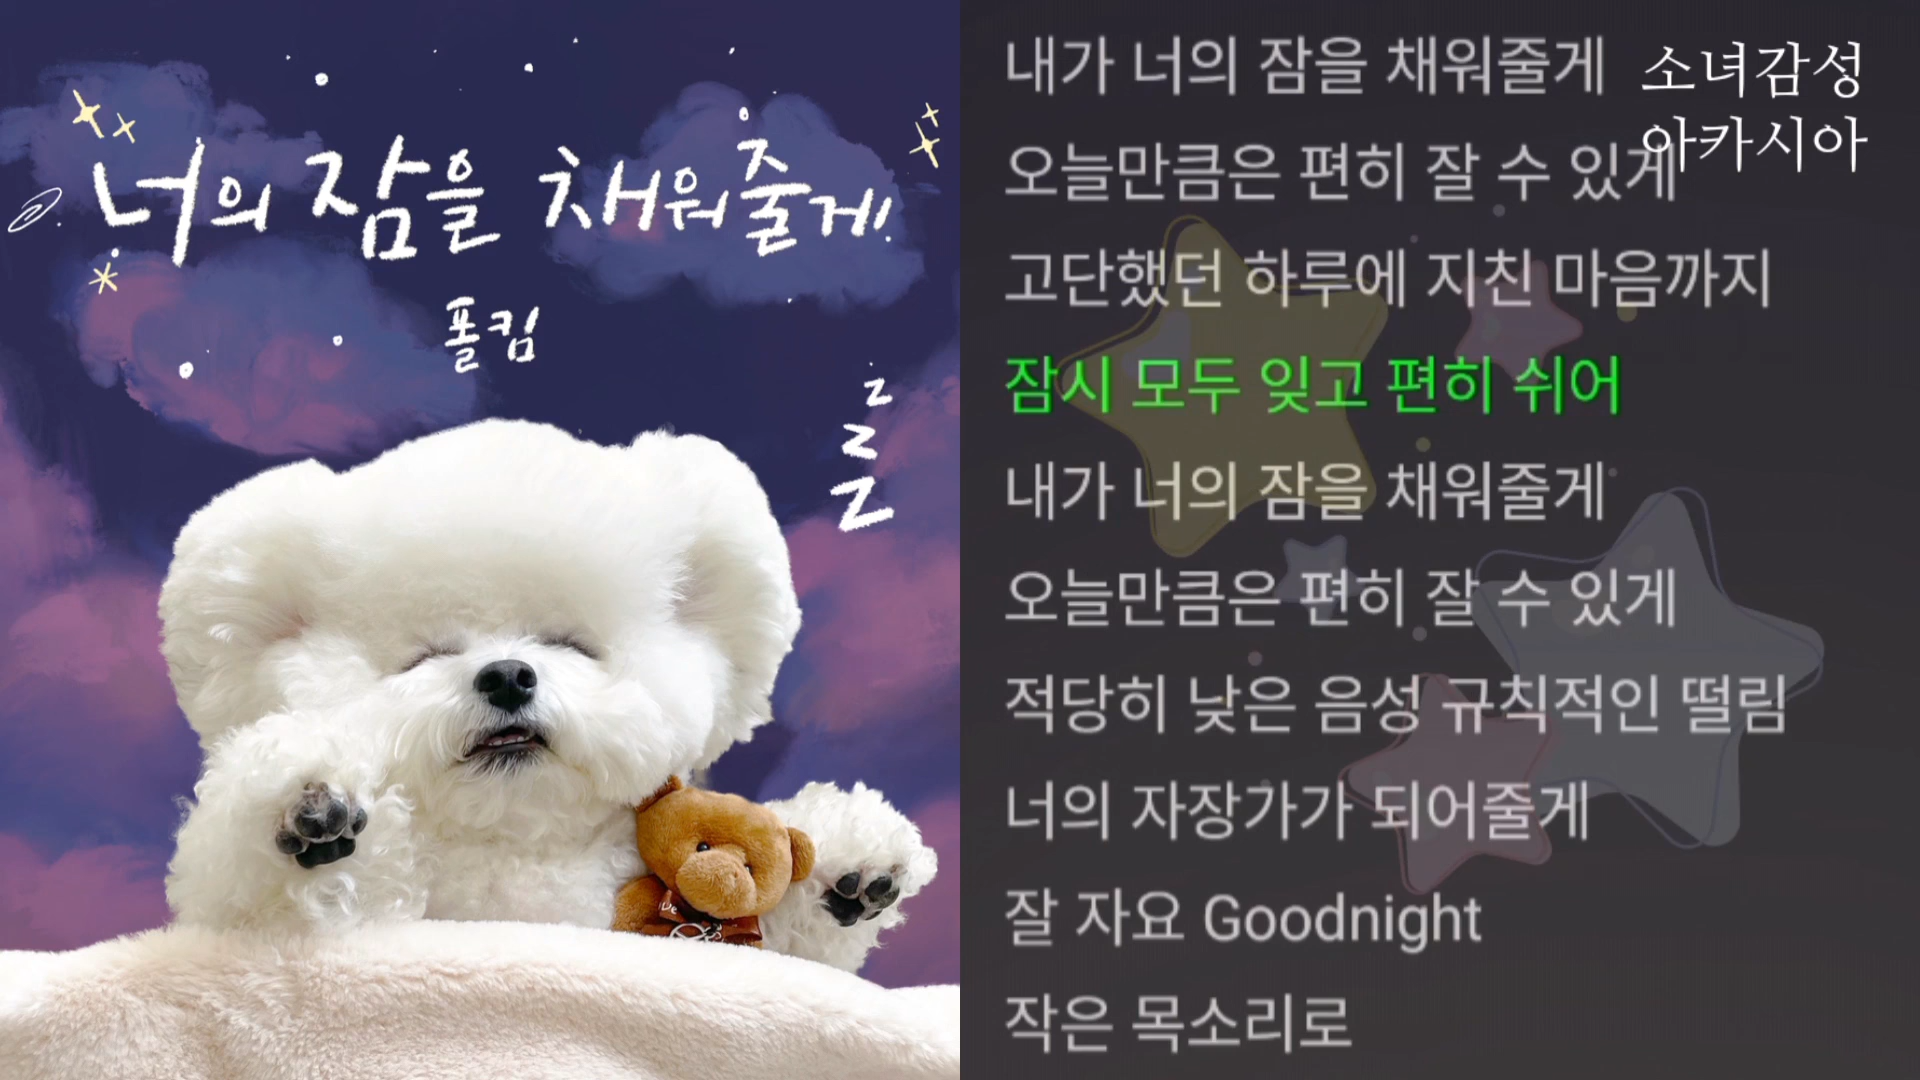 너의 잠을 채워줄게!
폴킴
z
z
z
내가 너의 잠을 채워줄게
오늘만큼은 편히 잘 수 있게
고단했던 하루에 지친 마음까지
잠시 모두 잊고 편히 쉬어
내가 너의 잠을 채워줄게
오늘만큼은 편히 잘 수 있게
적당히 낮은 음성 규칙적인 떨림
너의 자장가가 되어줄게
잘 자요 Goodnight
작은 목소리로
소녀감성
아카시아